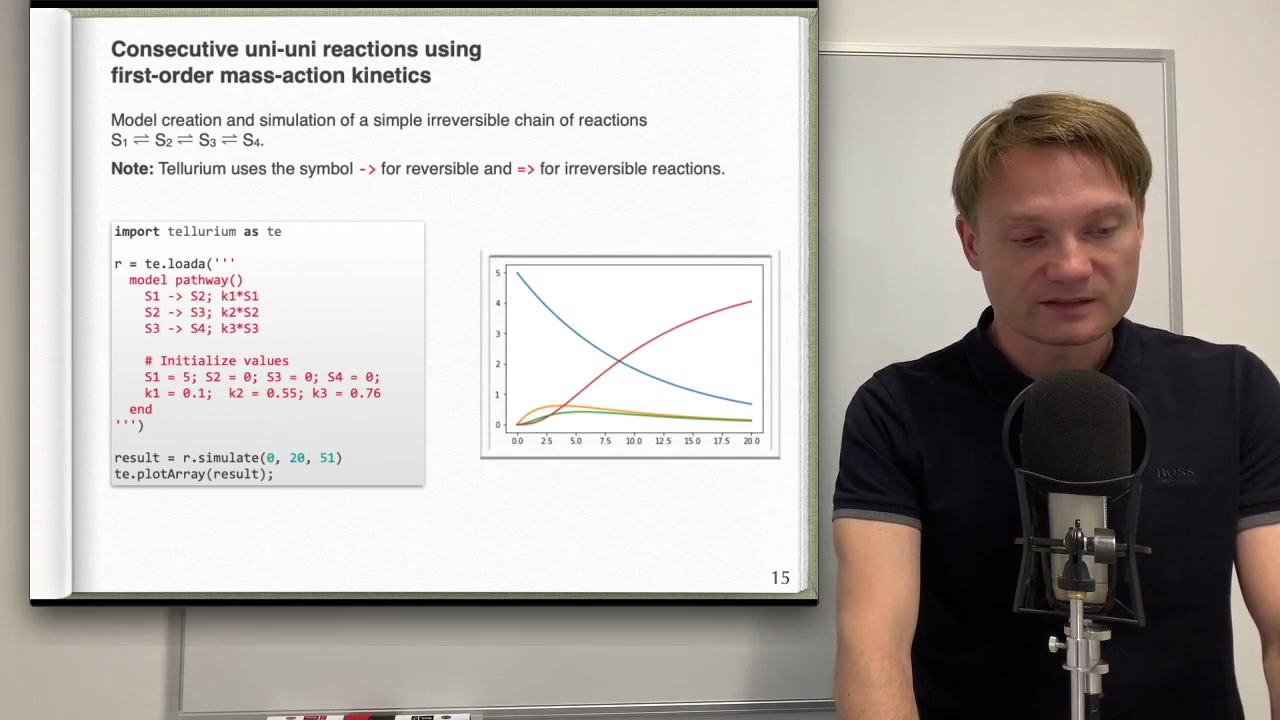 Consecutive uni-uni reactions using
first-order mass-action kinetics
Model creation and simulation of a simple irreversible chain of reactions
S₁ ⇌ S₂ ⇌ S₃ ⇌ S₄.
Note: Tellurium uses the symbol -> for reversible and => for irreversible reactions.
import tellurium as te
r = te.loada('''
model pathway()
S1 -> S2; k1*S1
S2 -> S3; k2*S2
S3 -> S4; k3*S3
# Initialize values
S1 = 5; S2 = 0; S3 = 0; S4 = 0;
k1 = 0.1;  k2 = 0.55; k3 = 0.76
end
''')
result = r.simulate(0, 20, 51)
te.plotArray(result);
5
4
3
2
1
0
0.0 2.5 5.0 7.5 10.0 12.5 15.0 17.5 20.0
15
BOSS